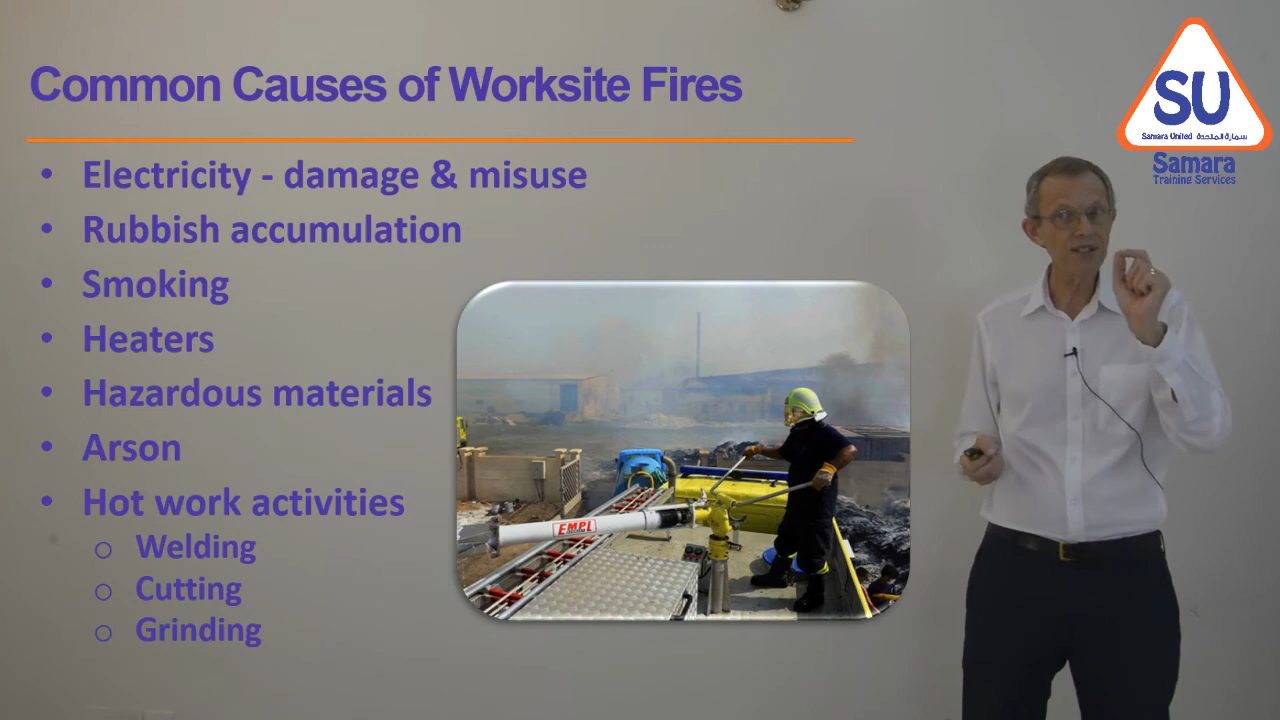 Common Causes of Worksite Fires
• Electricity - damage & misuse
• Rubbish accumulation
• Smoking
• Heaters
• Hazardous materials
• Arson
• Hot work activities
o Welding
o Cutting
o Grinding
EMPL
SU
Samara United سمارة المتحدة
Samara
Training Services